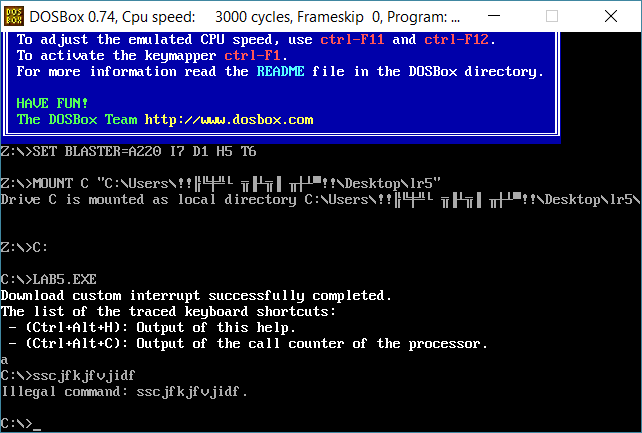 DOSBox 0.74, Cpu speed: 3000 cycles, Frameskip 0, Program: ...
To adjust the emulated CPU speed, use ctrl-F11 and ctrl-F12.
To activate the keymapper ctrl-F1.
For more information read the README file in the DOSBox directory.
HAVE FUN!
The DOSBox Team http://www.dosbox.com
Z:\>SET BLASTER=A220 I7 D1 H5 T6
Z:\>MOUNT C "C:\Users\!! !!\Desktop\lr5"
Drive C is mounted as local directory C:\Users\!! !!\Desktop\lr5\
Z:\>C:
C:\>LAB5.EXE
Download custom interrupt successfully completed.
The list of the traced keyboard shortcuts:
- (Ctrl+Alt+H): Output of this help.
- (Ctrl+Alt+C): Output of the call counter of the processor.
a
C:\>sscjfkjfvjidf
Illegal command: sscjfkjfvjidf.
C:\>_